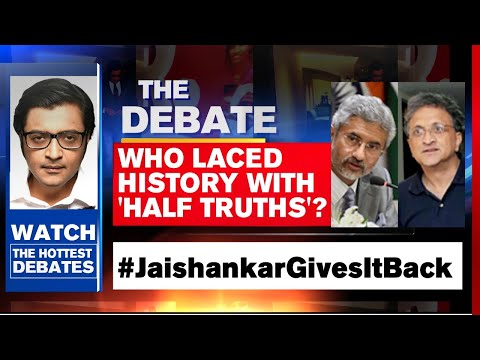 THE
DEBATE
WHO LACED
HISTORY WITH
'HALF TRUTHS'?
WATCH
THE HOTTEST
DEBATES
#JaishankarGivesItBack